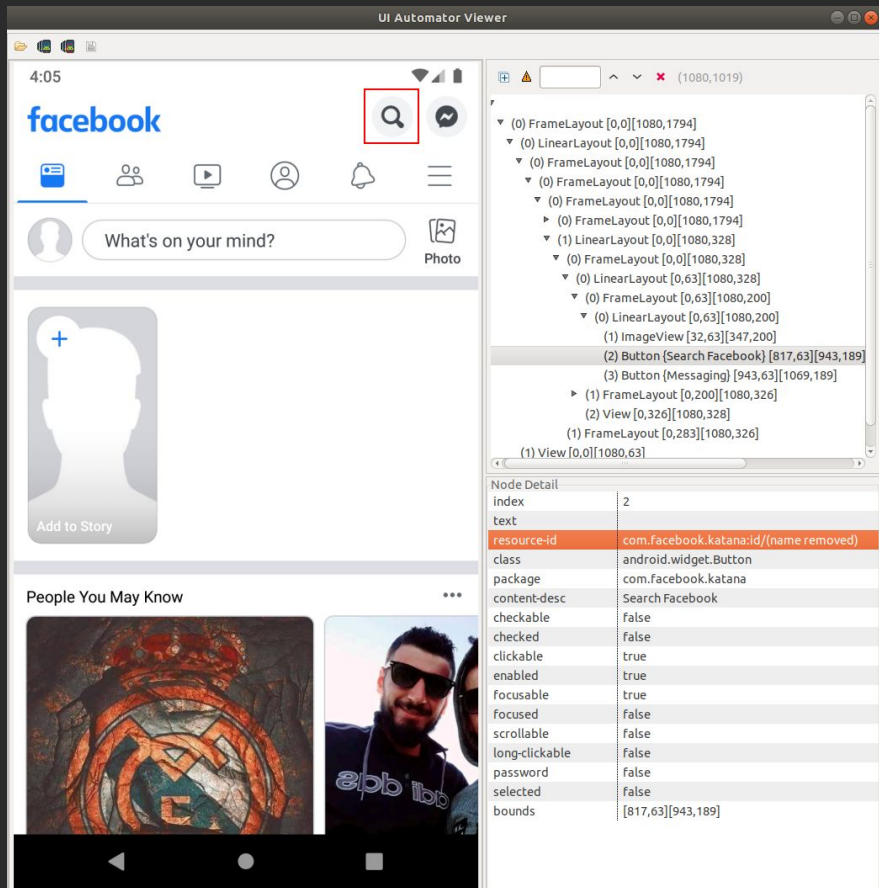 UI Automator Viewer
4:05
facebook
What's on your mind?
Photo
Add to Story
People You May Know
(1080,1019)
(0) FrameLayout [0,0][1080,1794]
(0) LinearLayout [0,0][1080,1794]
(0) FrameLayout [0,0][1080,1794]
(0) FrameLayout [0,0][1080,1794]
(0) FrameLayout [0,0][1080,1794]
(0) FrameLayout [0,0][1080,1794]
(1) LinearLayout [0,0][1080,328]
(0) FrameLayout [0,0][1080,328]
(0) LinearLayout [0,63][1080,328]
(0) FrameLayout [0,63][1080,200]
(0) LinearLayout [0,63][1080,200]
(1) ImageView [32,63][347,200]
(2) Button {Search Facebook} [817,63][943,189]
(3) Button {Messaging} [943,63][1069,189]
(1) FrameLayout [0,200][1080,326]
(2) View [0,326][1080,328]
(1) FrameLayout [0,283][1080,326]
(1) View [0,0][1080,63]
Node Detail
index 2
text
resource-id com.facebook.katana:id/(name removed)
class android.widget.Button
package com.facebook.katana
content-desc Search Facebook
checkable false
checked false
clickable true
enabled true
focusable true
focused false
scrollable false
long-clickable false
password false
selected false
bounds [817,63][943,189]